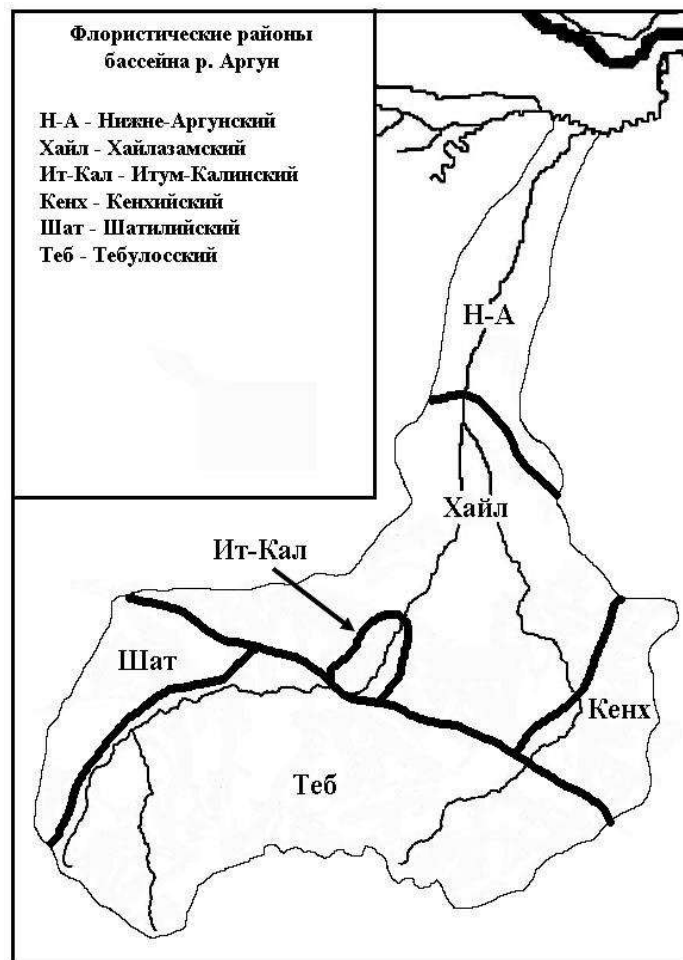 Флористические районы
бассейна р. Аргун
Н-А - Нижне-Аргунский
Хайл - Хайлазамский
Ит-Кал - Итум-Калинский
Кенх - Кенхийский
Шат - Шатилийский
Теб - Тебулосский
Н-А
Хайл
Ит-Кал
Шат
Кенх
Теб